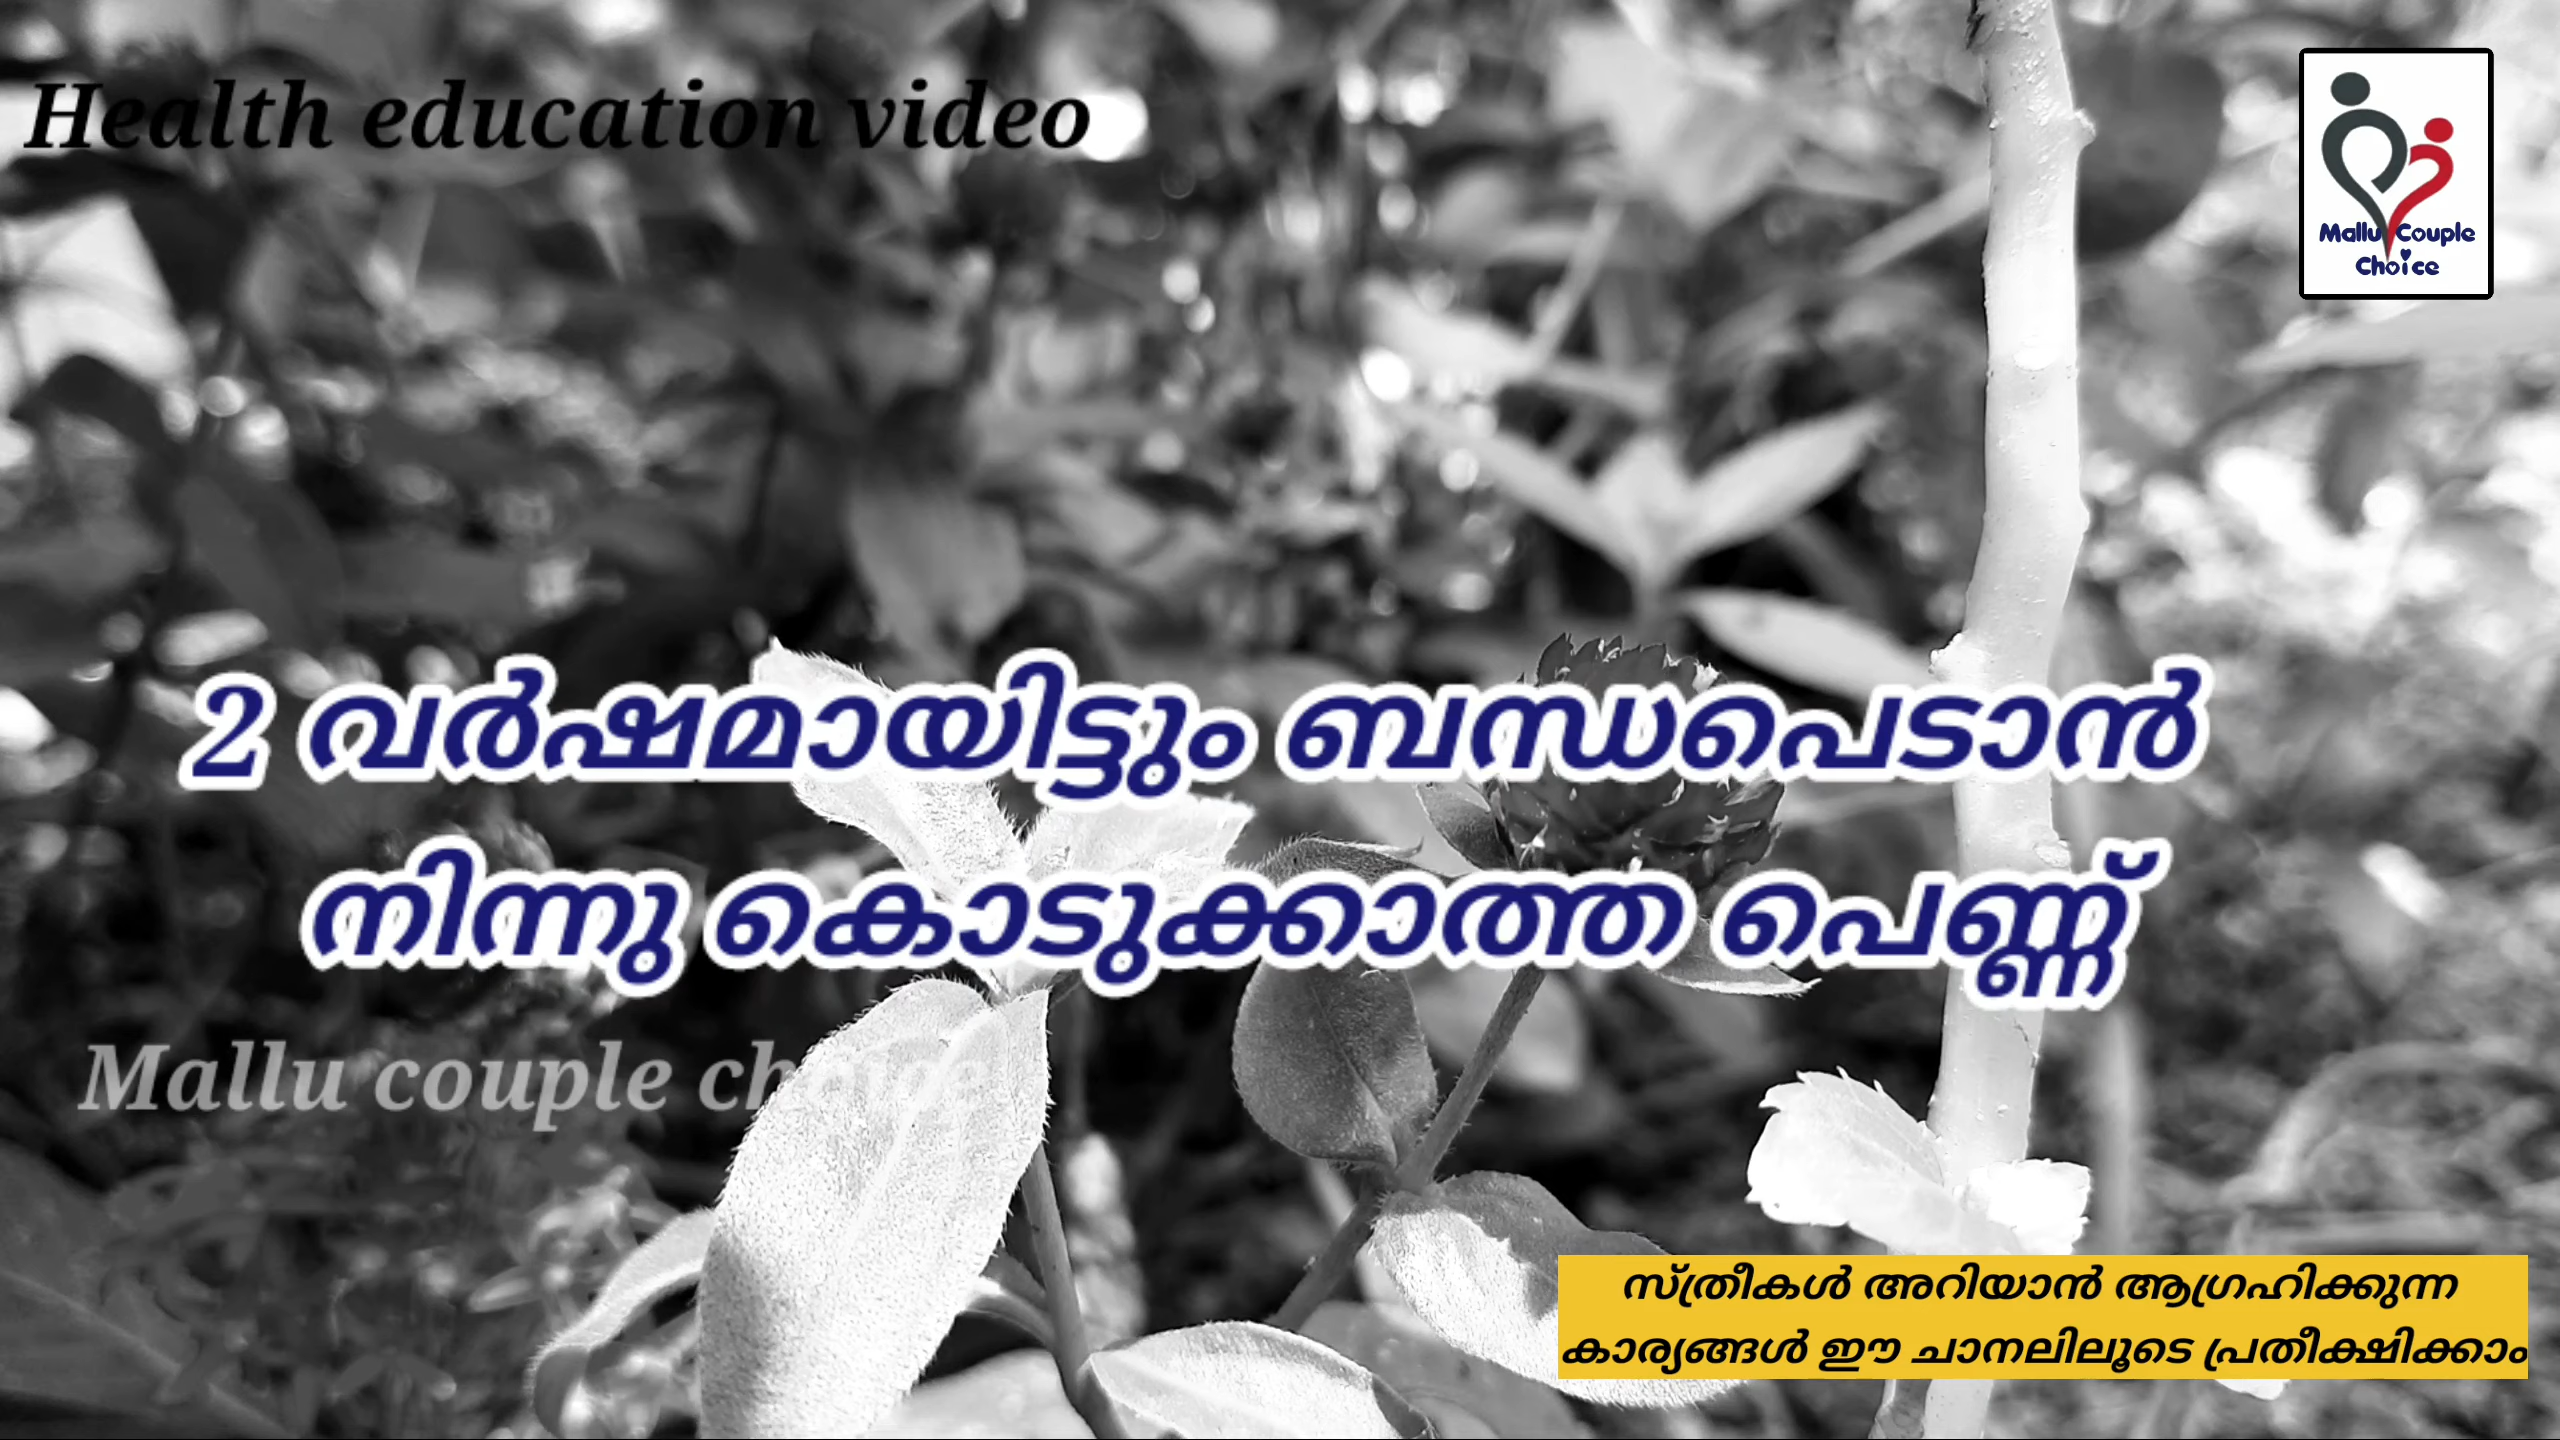 Health education video
Mallu Couple
Choice
2 വർഷമായിട്ടും ബന്ധപെടാൻ
നിന്നു കൊടുക്കാത്ത പെണ്ണ്
Mallu couple choice
സ്ത്രീകൾ അറിയാൻ ആഗ്രഹിക്കുന്ന
കാര്യങ്ങൾ ഈ ചാനലിലൂടെ പ്രതീക്ഷിക്കാം